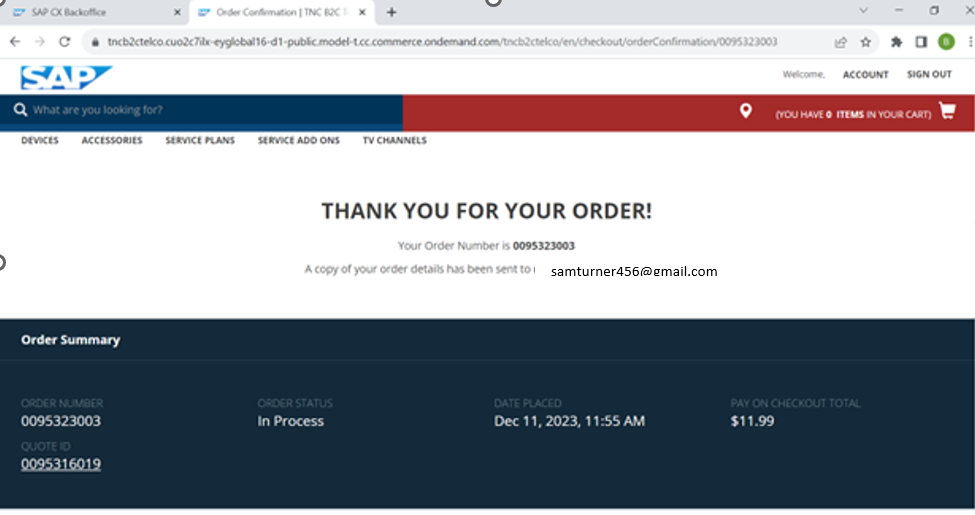 SAP CX Backoffice
Order Confirmation | TNC B2C T
tncb2ctelco.cuo2c7ilx-eyglobal16-d1-public.model-t.cc.commerce.ondemand.com/tncb2ctelco/en/checkout/orderConfirmation/0095323003
B
SAP
Welcome, ACCOUNT SIGN OUT
What are you looking for?
(YOU HAVE 0 ITEMS IN YOUR CART)
DEVICES ACCESSORIES SERVICE PLANS SERVICE ADD ONS TV CHANNELS
THANK YOU FOR YOUR ORDER!
Your Order Number is 0095323003
A copy of your order details has been sent to samturner456@gmail.com
Order Summary
ORDER NUMBER ORDER STATUS DATE PLACED PAY ON CHECKOUT TOTAL
0095323003 In Process Dec 11, 2023, 11:55 AM $11.99
QUOTE ID
0095316019